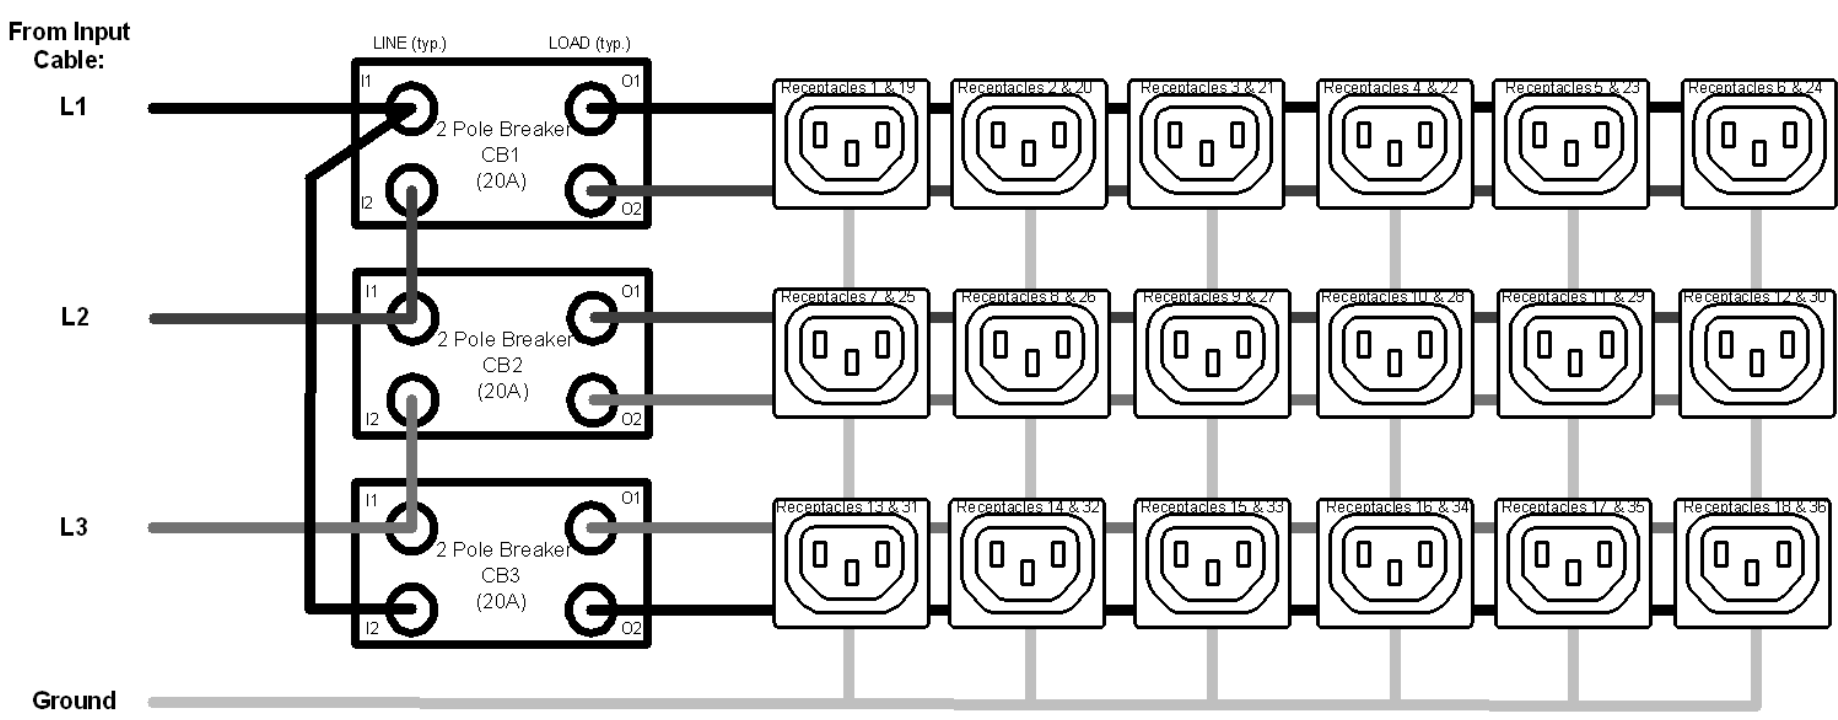 From Input
Cable:
LINE (typ.)
LOAD (typ.)
L1
I1
O1
2 Pole Breaker
CB1
(20A)
I2
O2
Receptacles 1 & 19
Receptacles 2 & 20
Receptacles 3 & 21
Receptacles 4 & 22
Receptacles 5 & 23
Receptacles 6 & 24
L2
I1
O1
2 Pole Breaker
CB2
(20A)
I2
O2
Receptacles 7 & 25
Receptacles 8 & 26
Receptacles 9 & 27
Receptacles 10 & 28
Receptacles 11 & 29
Receptacles 12 & 30
L3
I1
O1
2 Pole Breaker
CB3
(20A)
I2
O2
Receptacles 13 & 31
Receptacles 14 & 32
Receptacles 15 & 33
Receptacles 16 & 34
Receptacles 17 & 35
Receptacles 18 & 36
Ground